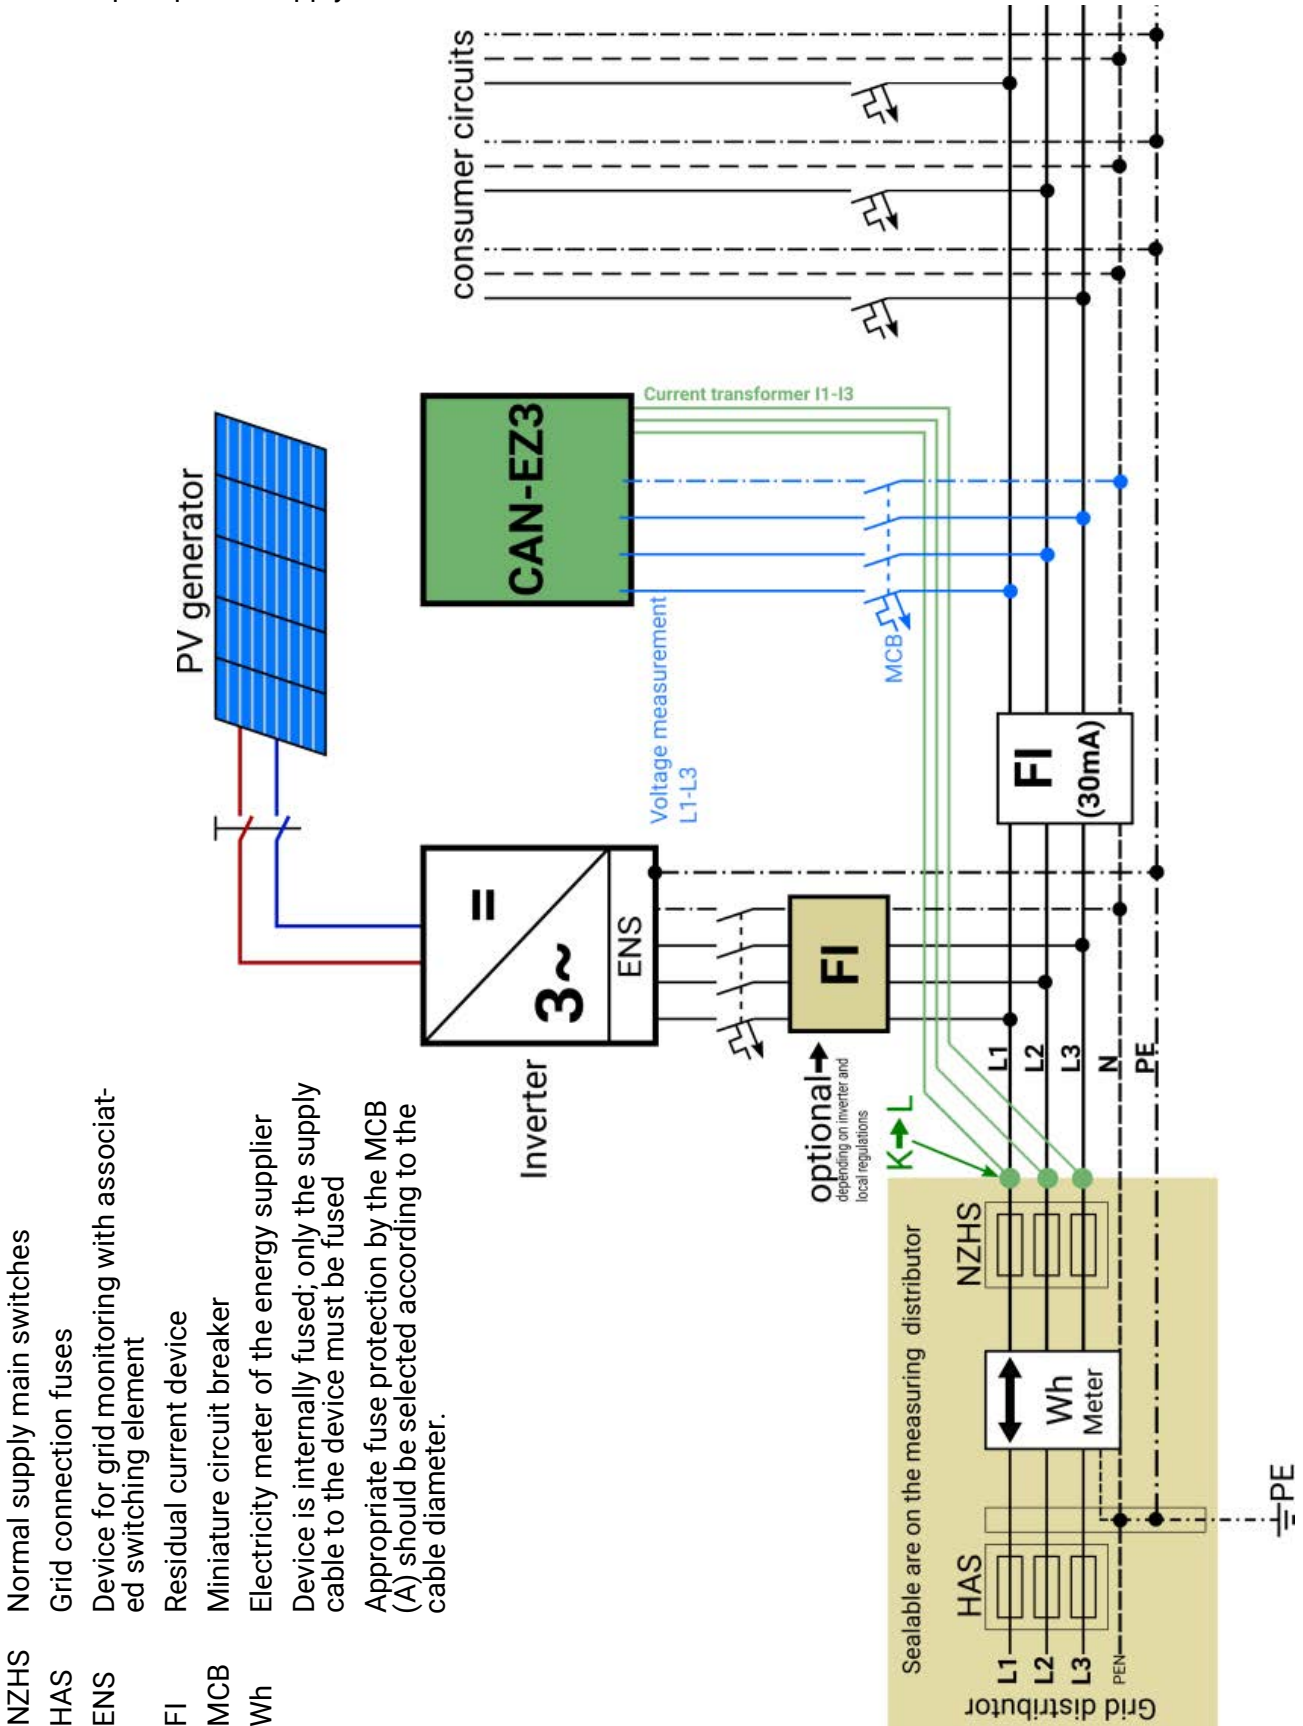 NZHS Normal supply main switches
HAS Grid connection fuses
ENS Device for grid monitoring with associat-
ed switching element
FI Residual current device
MCB Miniature circuit breaker
Wh Electricity meter of the energy supplier
Device is internally fused; only the supply
cable to the device must be fused
Appropriate fuse protection by the MCB
(A) should be selected according to the
cable diameter.
PV generator
consumer circuits
CAN-EZ3
Current transformer I1-I3
Voltage measurement
L1-L3
MCB
Inverter
=
3~
ENS
FI
optional
depending on inverter and
local regulations
K L
FI
(30mA)
L1
L2
L3
N
PE
Sealable are on the measuring distributor
NZHS
Wh
Meter
HAS
L1
L2
L3
PEN
Grid distributor
PE